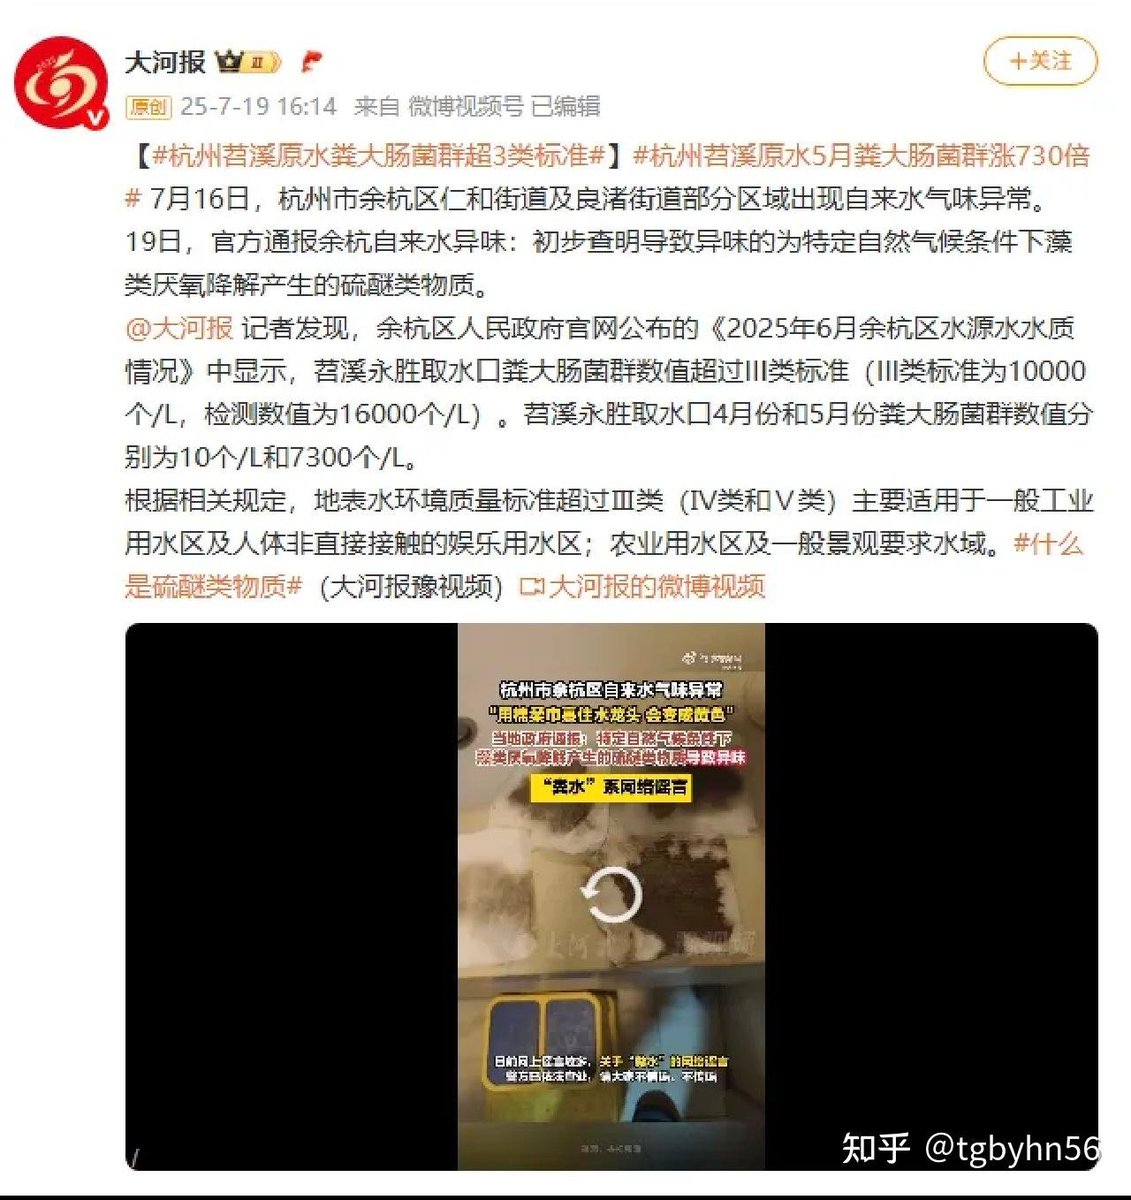 大河报
II
+关注
原创 25-7-19 16:14 来自 微博视频号 已编辑
【#杭州苕溪原水粪大肠菌群超3类标准#】#杭州苕溪原水5月粪大肠菌群涨730倍
# 7月16日，杭州市余杭区仁和街道及良渚街道部分区域出现自来水气味异常。
19日，官方通报余杭自来水异味：初步查明导致异味的为特定自然气候条件下藻
类厌氧降解产生的硫醚类物质。
@大河报 记者发现，余杭区人民政府官网公布的《2025年6月余杭区水源水水质
情况》中显示，苕溪永胜取水口粪大肠菌群数值超过III类标准（III类标准为10000
个/L，检测数值为16000个/L）。苕溪永胜取水口4月份和5月份粪大肠菌群数值分
别为10个/L和7300个/L。
根据相关规定，地表水环境质量标准超过Ⅲ类（Ⅳ类和Ⅴ类）主要适用于一般工业
用水区及人体非直接接触的娱乐用水区；农业用水区及一般景观要求水域。#什么
是硫醚类物质#（大河报豫视频）大河报的微博视频
杭州市余杭区自来水气味异常
“用棉柔巾裹住水龙头 会变成黄色”
当地政府通报：特定自然气候条件下
藻类厌氧降解产生的硫醚类物质导致异味
“粪水”系网络谣言
关于“粪水”的网络谣言
请大家不信谣、不传谣
知乎 @tgbyhn56